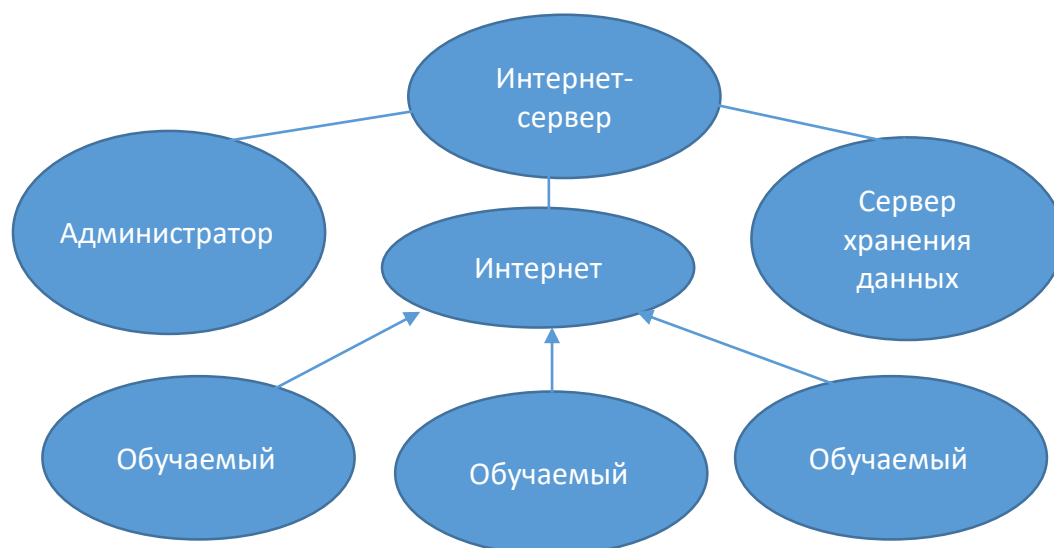 Интернет-
сервер
Администратор
Сервер
хранения
данных
Интернет
Обучаемый
Обучаемый
Обучаемый